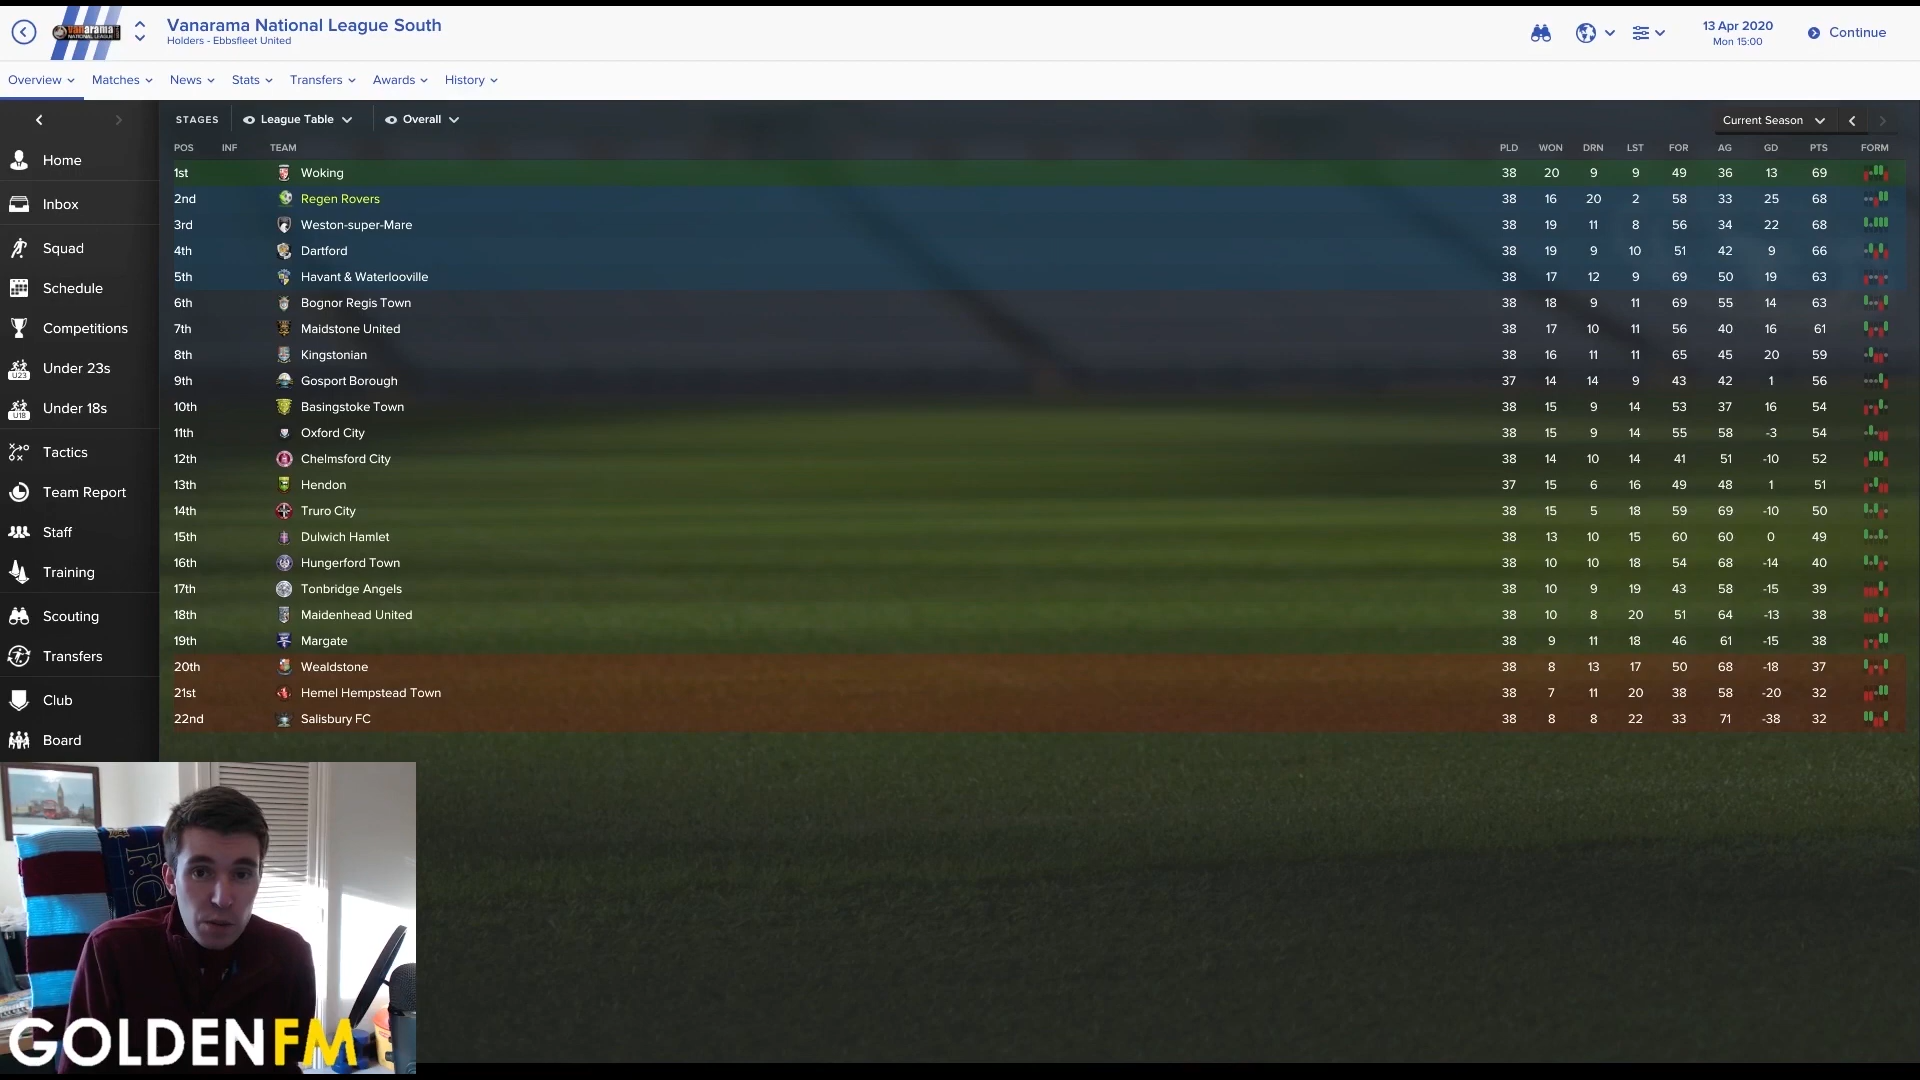 vanarama
NATIONAL LEAGUE
Vanarama National League South
Holders - Ebbsfleet United
13 Apr 2020
Mon 15:00
Continue
Overview Matches News Stats Transfers Awards History
STAGES League Table Overall Current Season
POS INF TEAM PLD WON DRN LST FOR AG GD PTS FORM
1st Woking 38 20 9 9 49 36 13 69
2nd Regen Rovers 38 16 20 2 58 33 25 68
3rd Weston-super-Mare 38 19 11 8 56 34 22 68
4th Dartford 38 19 9 10 51 42 9 66
5th Havant & Waterlooville 38 17 12 9 69 50 19 63
6th Bognor Regis Town 38 18 9 11 69 55 14 63
7th Maidstone United 38 17 10 11 56 40 16 61
8th Kingstonian 38 16 11 11 65 45 20 59
9th Gosport Borough 37 14 14 9 43 42 1 56
10th Basingstoke Town 38 15 9 14 53 37 16 54
11th Oxford City 38 15 9 14 55 58 -3 54
12th Chelmsford City 38 14 10 14 41 51 -10 52
13th Hendon 37 15 6 16 49 48 1 51
14th Truro City 38 15 5 18 59 69 -10 50
15th Dulwich Hamlet 38 13 10 15 60 60 0 49
16th Hungerford Town 38 10 10 18 54 68 -14 40
17th Tonbridge Angels 38 10 9 19 43 58 -15 39
18th Maidenhead United 38 10 8 20 51 64 -13 38
19th Margate 38 9 11 18 46 61 -15 38
20th Wealdstone 38 8 13 17 50 68 -18 37
21st Hemel Hempstead Town 38 7 11 20 38 58 -20 32
22nd Salisbury FC 38 8 8 22 33 71 -38 32
Home
Inbox
Squad
Schedule
Competitions
U23 Under 23s
U18 Under 18s
Tactics
Team Report
Staff
Training
Scouting
Transfers
Club
Board
F.C
GOLDENFM